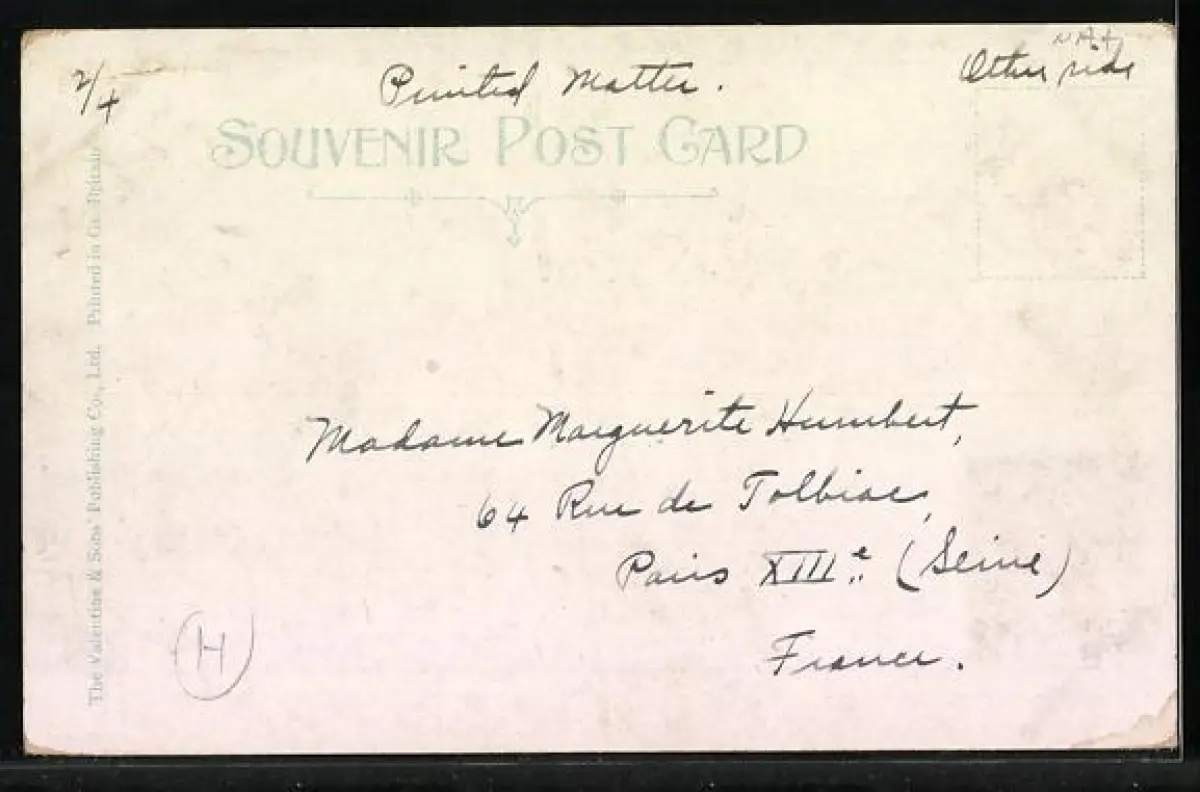 2/4
Printed Matter.
Other side
SOUVENIR POST CARD
The Valentine & Sons' Publishing Co., Ltd. Printed in Gt. Britain
Madame Marguerite Humbert,
64 Rue de Tolbiac,
Paris XIIIe. (Seine)
France.
H